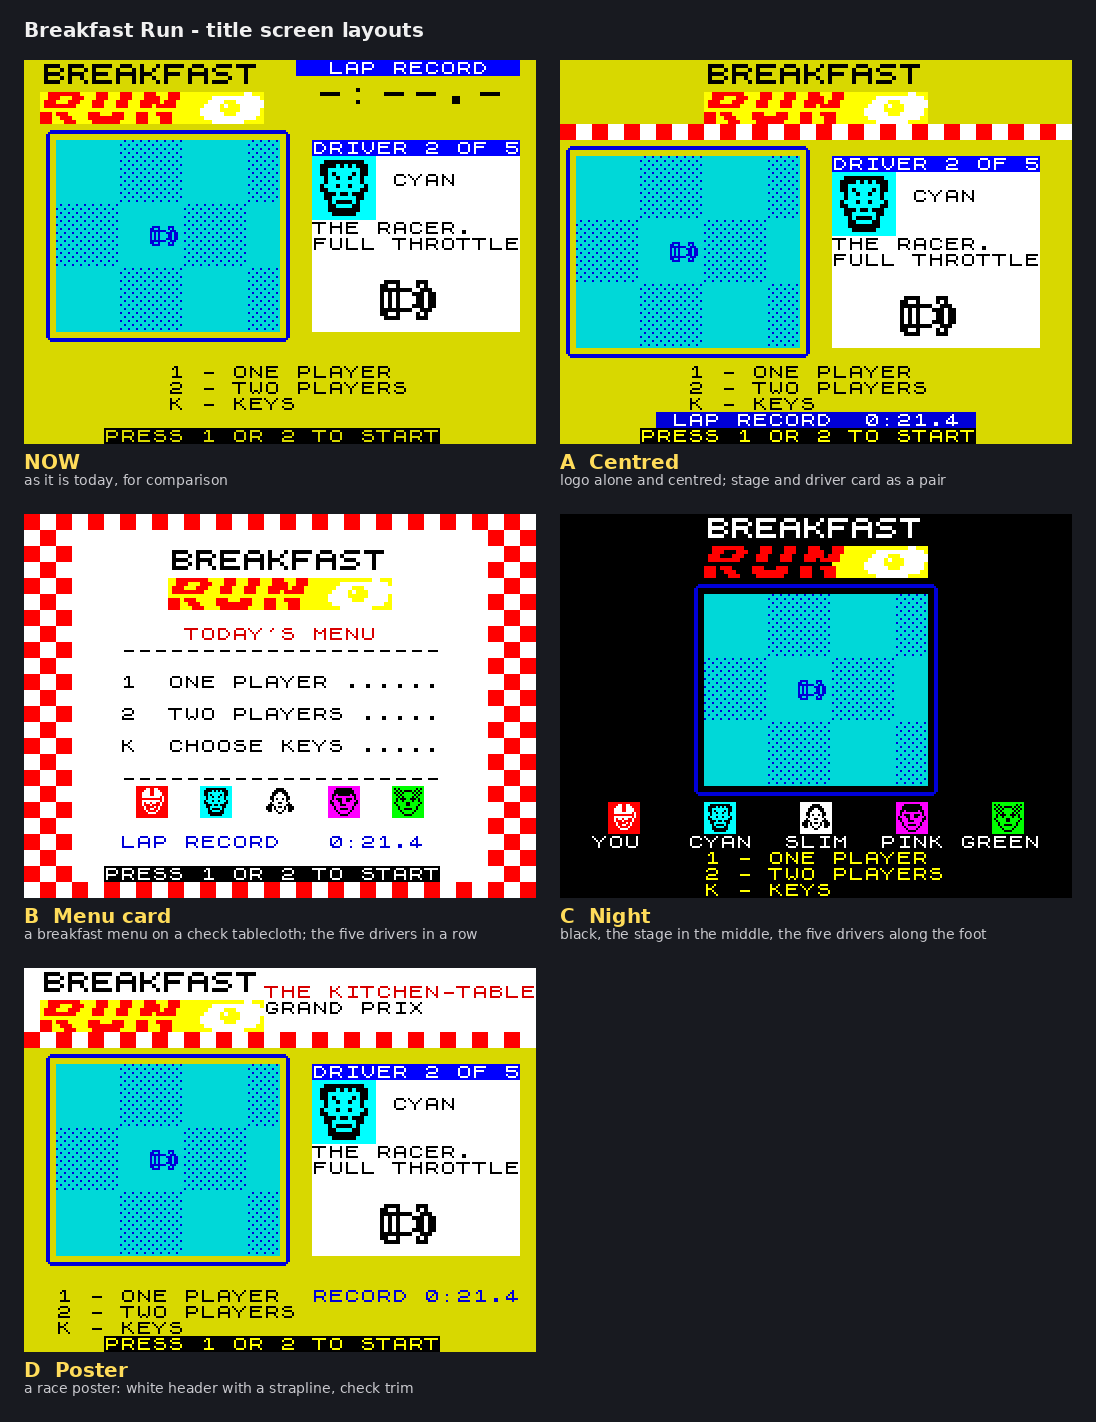 Breakfast Run - title screen layouts
BREAKFAST
RUN
LAP RECORD
-:--.-
DRIVER 2 OF 5
CYAN
THE RACER.
FULL THROTTLE
1 - ONE PLAYER
2 - TWO PLAYERS
K - KEYS
PRESS 1 OR 2 TO START
NOW
as it is today, for comparison
BREAKFAST
RUN
DRIVER 2 OF 5
CYAN
THE RACER.
FULL THROTTLE
1 - ONE PLAYER
2 - TWO PLAYERS
K - KEYS
LAP RECORD 0:21.4
PRESS 1 OR 2 TO START
A Centred
logo alone and centred; stage and driver card as a pair
BREAKFAST
RUN
TODAY'S MENU
--------------------
1 ONE PLAYER ......
2 TWO PLAYERS .....
K CHOOSE KEYS .....
--------------------
LAP RECORD 0:21.4
PRESS 1 OR 2 TO START
B Menu card
a breakfast menu on a check tablecloth; the five drivers in a row
BREAKFAST
RUN
YOU CYAN SLIM PINK GREEN
1 - ONE PLAYER
2 - TWO PLAYERS
K - KEYS
C Night
black, the stage in the middle, the five drivers along the foot
BREAKFAST
RUN
THE KITCHEN-TABLE
GRAND PRIX
DRIVER 2 OF 5
CYAN
THE RACER.
FULL THROTTLE
1 - ONE PLAYER RECORD 0:21.4
2 - TWO PLAYERS
K - KEYS
PRESS 1 OR 2 TO START
D Poster
a race poster: white header with a strapline, check trim